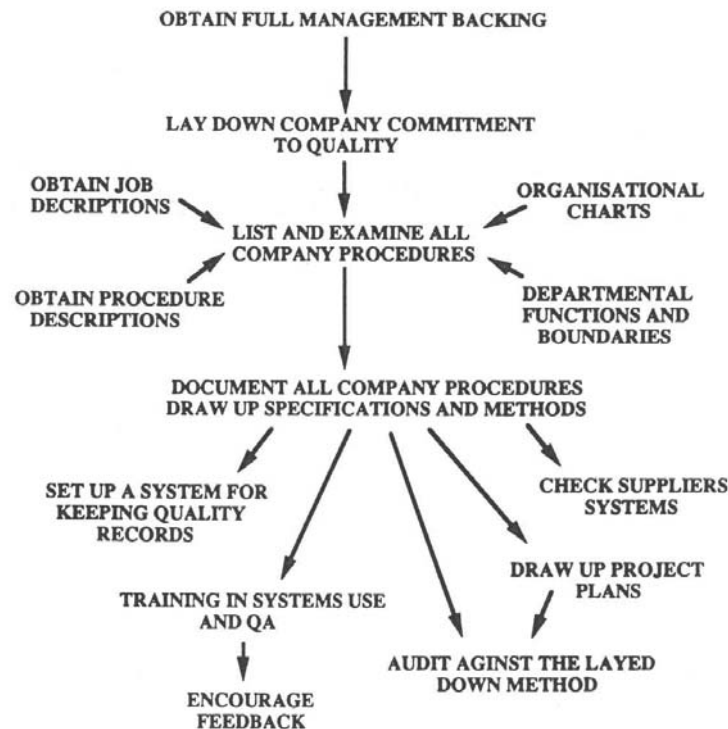 OBTAIN FULL MANAGEMENT BACKING
LAY DOWN COMPANY COMMITMENT
TO QUALITY
OBTAIN JOB
DECRIPTIONS
ORGANISATIONAL
CHARTS
LIST AND EXAMINE ALL
COMPANY PROCEDURES
OBTAIN PROCEDURE
DESCRIPTIONS
DEPARTMENTAL
FUNCTIONS AND
BOUNDARIES
DOCUMENT ALL COMPANY PROCEDURES
DRAW UP SPECIFICATIONS AND METHODS
SET UP A SYSTEM FOR
KEEPING QUALITY
RECORDS
CHECK SUPPLIERS
SYSTEMS
DRAW UP PROJECT
PLANS
TRAINING IN SYSTEMS USE
AND QA
AUDIT AGINST THE LAYED
DOWN METHOD
ENCOURAGE
FEEDBACK